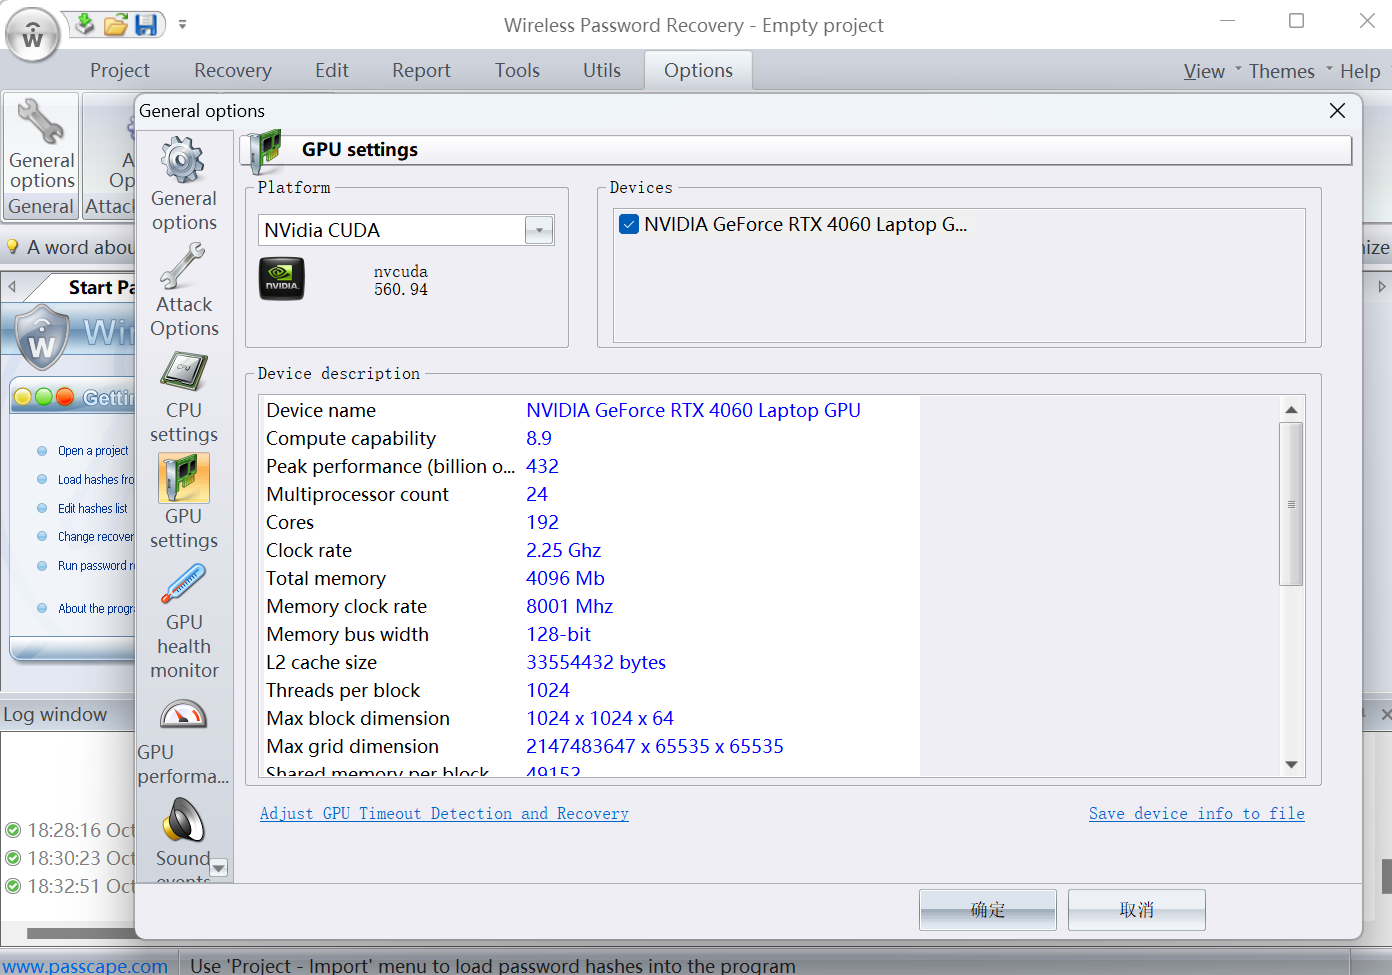 Wireless Password Recovery - Empty project
Project Recovery Edit Report Tools Utils Options View Themes Help
General options
General
Attack
A word abou
ize
Start Pa
W
Wi
Gettin
Open a project
Load hashes fro
Edit hashes list
Change recover
Run password r
About the progr
Log window
18:28:16 Oct
18:30:23 Oct
18:32:51 Oct
General options
General
options
Attack
Options
CPU
CPU
settings
GPU
settings
GPU
health
monitor
GPU
performa...
Sound
events
GPU settings
Platform
NVidia CUDA
NVIDIA.
nvcuda
560.94
Devices
NVIDIA GeForce RTX 4060 Laptop G...
Device description
Device name NVIDIA GeForce RTX 4060 Laptop GPU
Compute capability 8.9
Peak performance (billion o... 432
Multiprocessor count 24
Cores 192
Clock rate 2.25 Ghz
Total memory 4096 Mb
Memory clock rate 8001 Mhz
Memory bus width 128-bit
L2 cache size 33554432 bytes
Threads per block 1024
Max block dimension 1024 x 1024 x 64
Max grid dimension 2147483647 x 65535 x 65535
Shared memory per block 49152
Adjust GPU Timeout Detection and Recovery
Save device info to file
确定
取消
www.passcape.com Use 'Project - Import' menu to load password hashes into the program